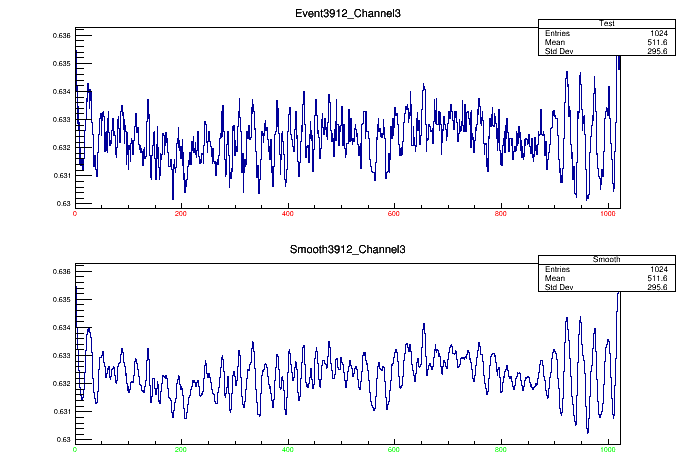 Event3912_Channel3
Test
Entries 1024
Mean 511.6
Std Dev 295.6
0.636
0.635
0.634
0.633
0.632
0.631
0.63
0 200 400 600 800 1000
Smooth3912_Channel3
Smooth
Entries 1024
Mean 511.6
Std Dev 295.6
0.636
0.635
0.634
0.633
0.632
0.631
0.63
0 200 400 600 800 1000